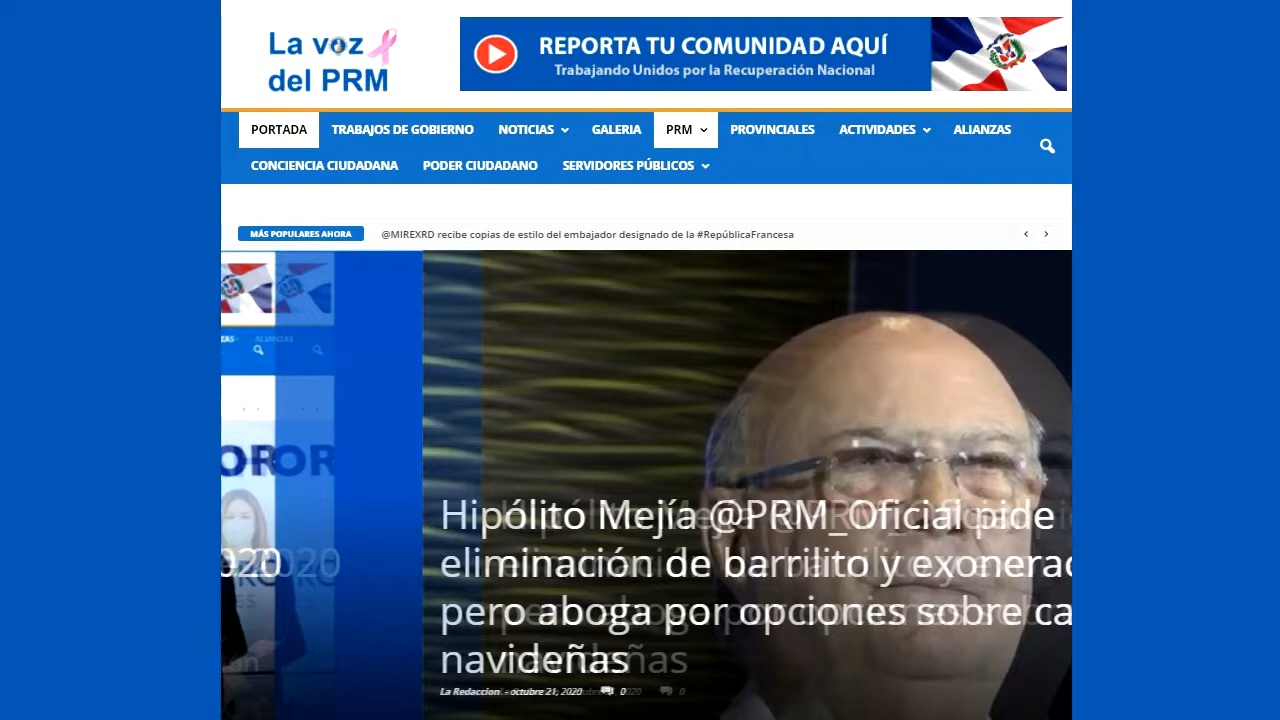 La voz
del PRM
REPORTA TU COMUNIDAD AQUÍ
Trabajando Unidos por la Recuperación Nacional
PORTADA TRABAJOS DE GOBIERNO NOTICIAS GALERIA PRM PROVINCIALES ACTIVIDADES ALIANZAS
CONCIENCIA CIUDADANA PODER CIUDADANO SERVIDORES PÚBLICOS
MÁS POPULARES AHORA @MIREXRD recibe copias de estilo del embajador designado de la #RepúblicaFrancesa
ALIANZAS
2020
Hipólito Mejía @PRM_Oficial pide
eliminación de barrilito y exonerac
pero aboga por opciones sobre ca
navideñas
La Redaccion - octubre 21, 2020 0